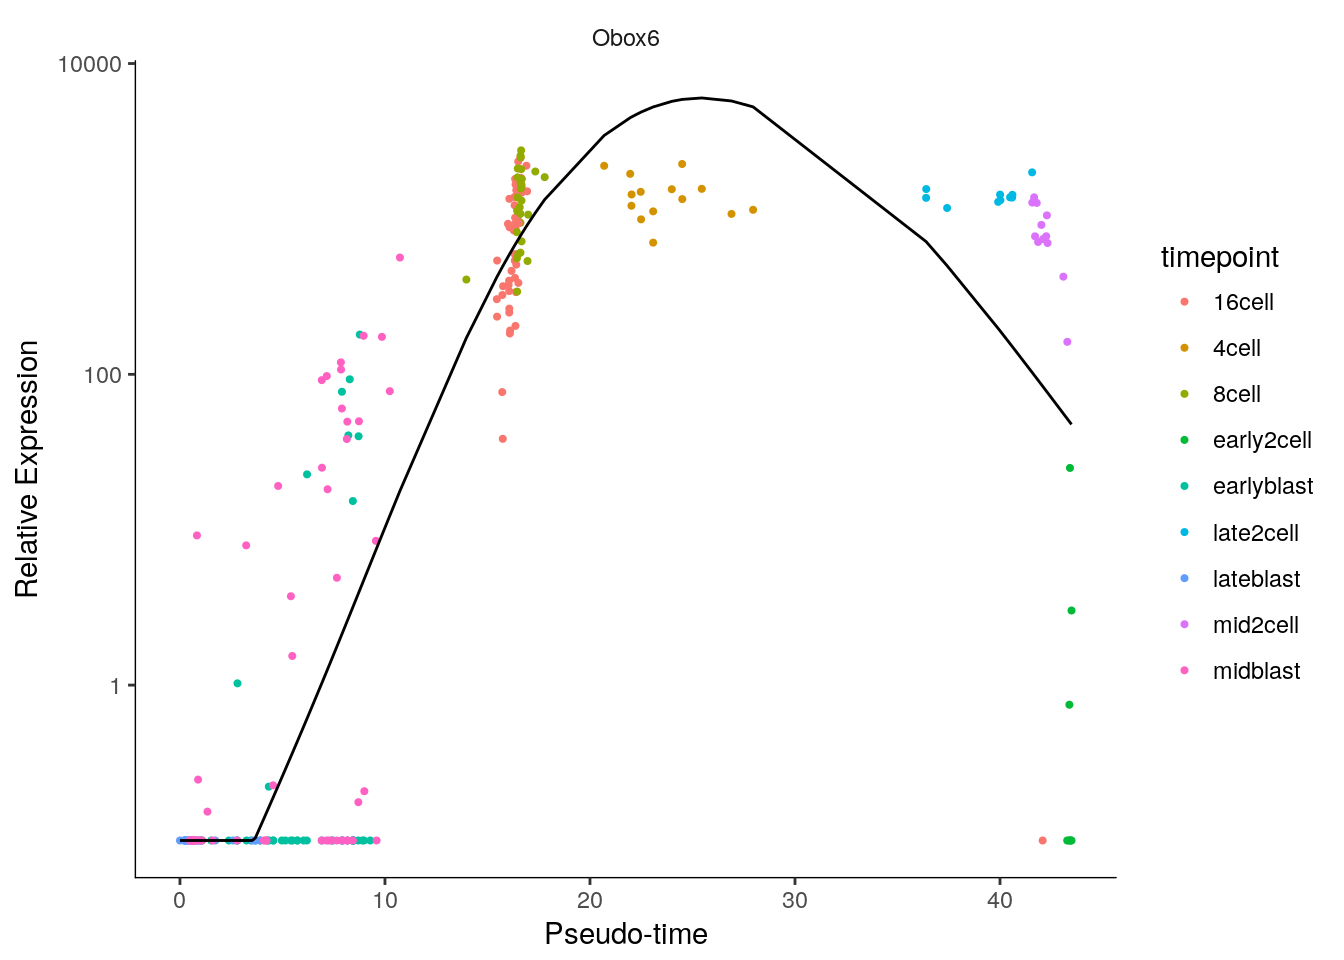 Obox6
10000
100
1
Relative Expression
0 10 20 30 40
Pseudo-time
timepoint
16cell
4cell
8cell
early2cell
earlyblast
late2cell
lateblast
mid2cell
midblast